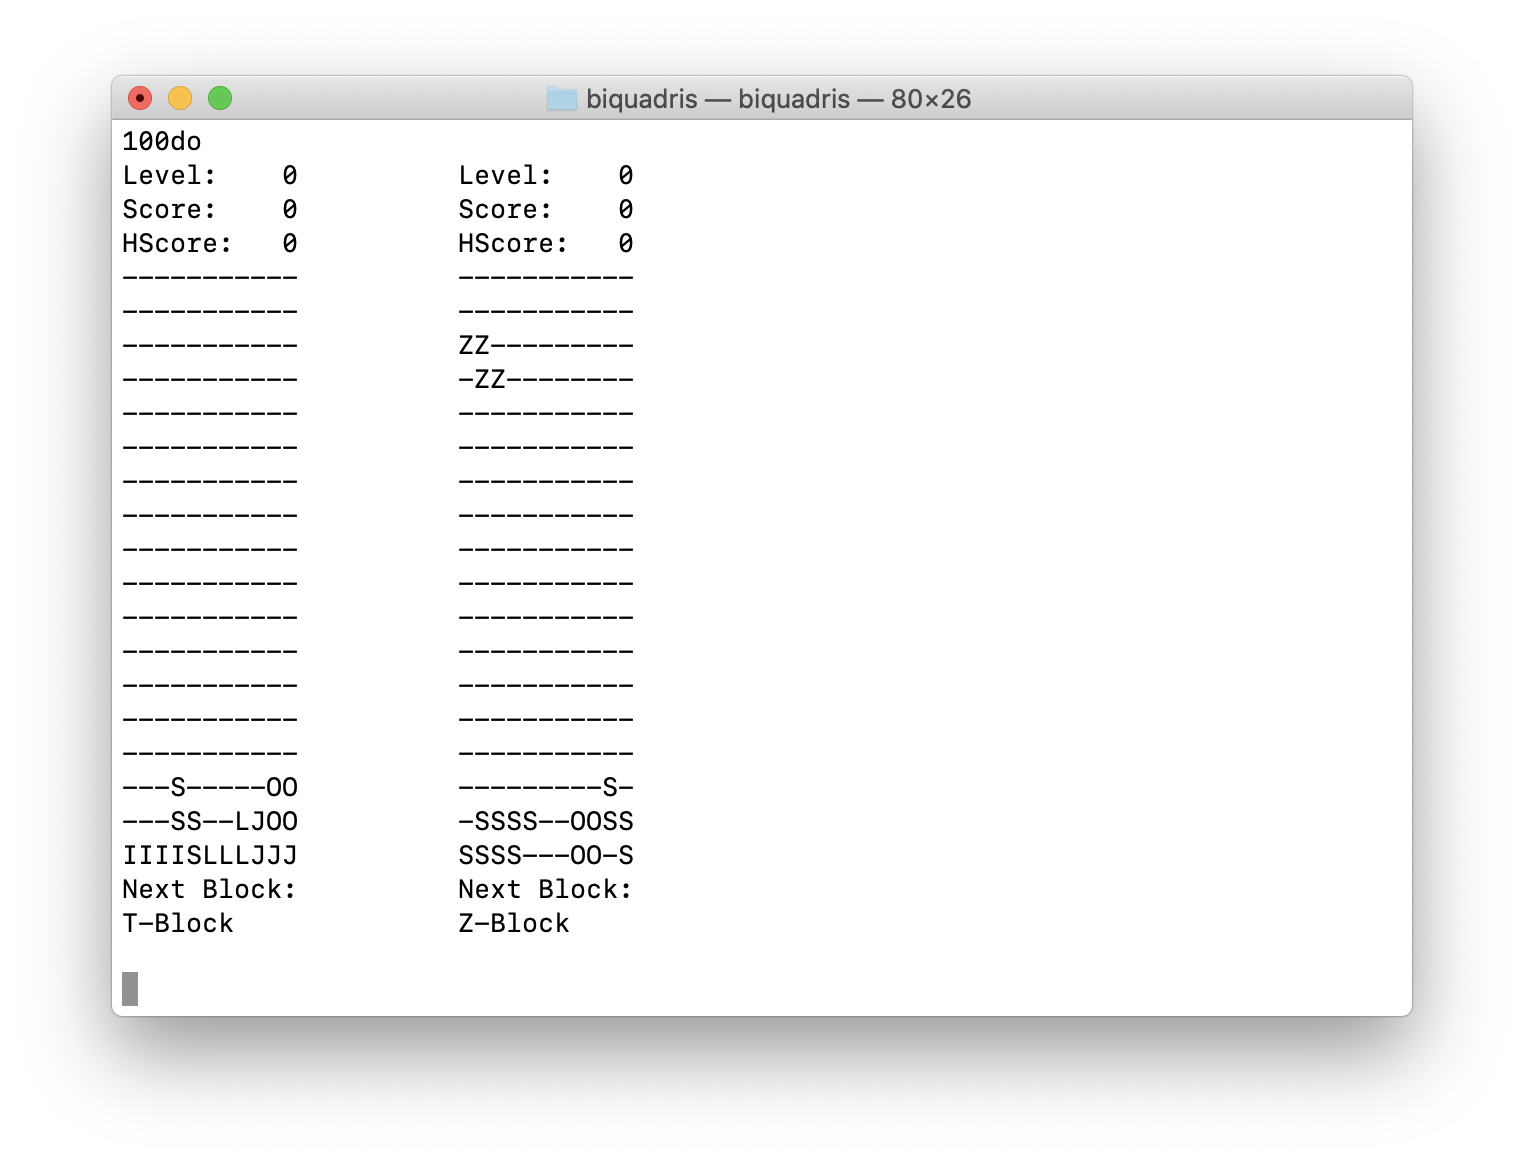 biquadris — biquadris — 80×26
100do
Level:    0          Level:    0
Score:    0          Score:    0
HScore:   0          HScore:   0
-----------          -----------
-----------          -----------
-----------          ZZ---------
-----------          -ZZ--------
-----------          -----------
-----------          -----------
-----------          -----------
-----------          -----------
-----------          -----------
-----------          -----------
-----------          -----------
-----------          -----------
-----------          -----------
-----------          -----------
-----------          -----------
---S-----OO          ---------S-
---SS--LJOO          -SSSS--OOSS
IIIISLLLJJJ          SSSS---OO-S
Next Block:          Next Block:
T-Block              Z-Block